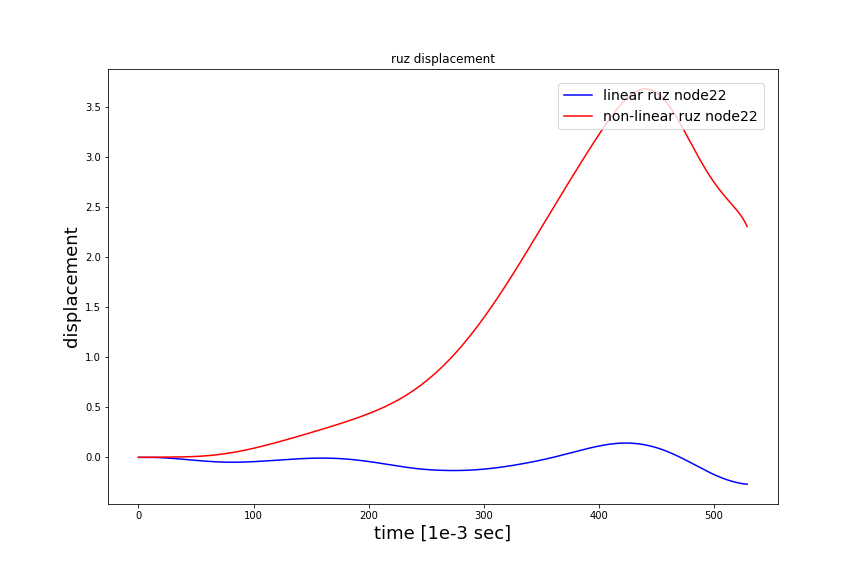 ruz displacement
linear ruz node22
non-linear ruz node22
displacement
3.5
3.0
2.5
2.0
1.5
1.0
0.5
0.0
0
100
200
300
400
500
time [1e-3 sec]